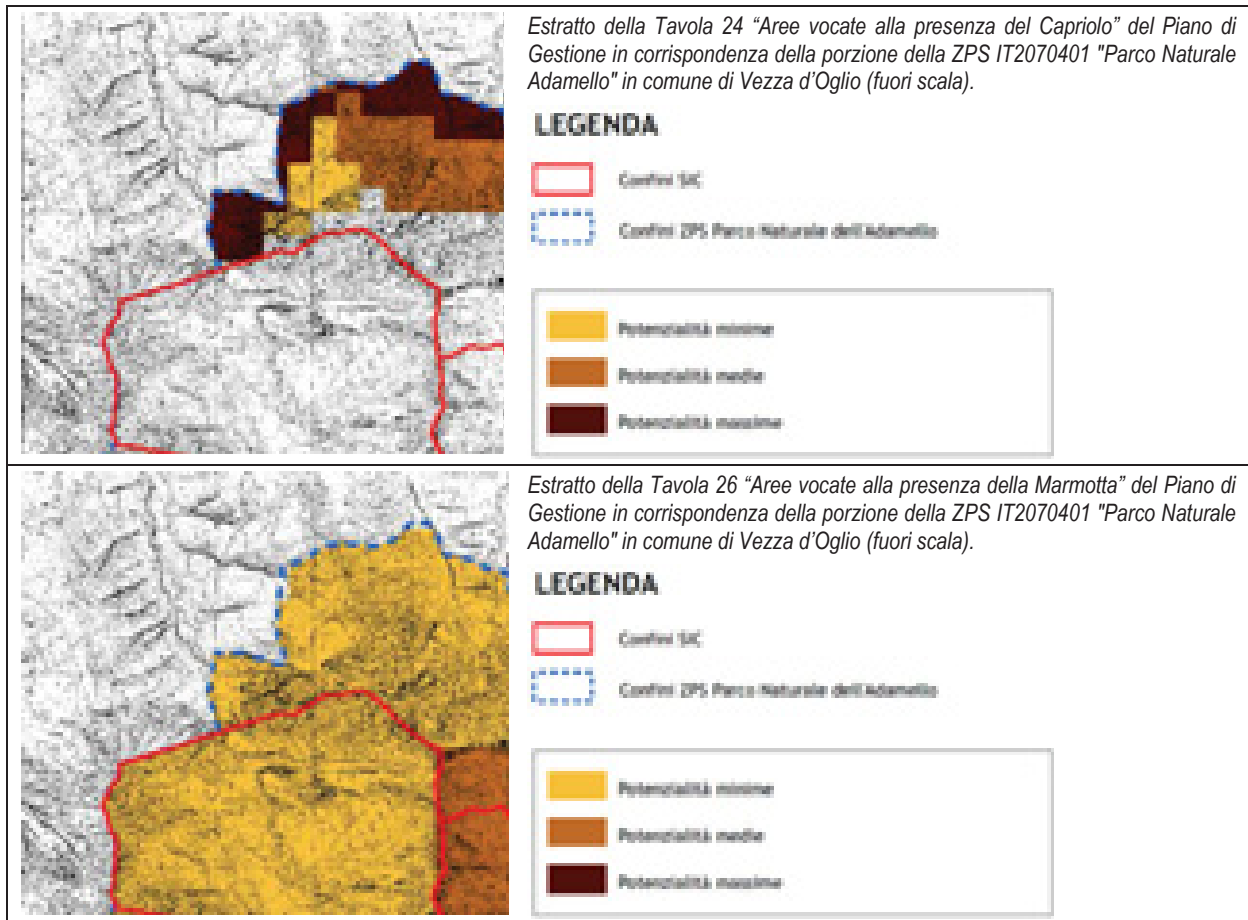 Estratto della Tavola 24 “Aree vocate alla presenza del Capriolo” del Piano di
Gestione in corrispondenza della porzione della ZPS IT2070401 "Parco Naturale
Adamello" in comune di Vezza d’Oglio (fuori scala).
LEGENDA
Confini SIC
Confini ZPS Parco Naturale dell'Adamello
Potenzialità minime
Potenzialità medie
Potenzialità massime
Estratto della Tavola 26 “Aree vocate alla presenza della Marmotta” del Piano di
Gestione in corrispondenza della porzione della ZPS IT2070401 "Parco Naturale
Adamello" in comune di Vezza d’Oglio (fuori scala).
LEGENDA
Confini SIC
Confini ZPS Parco Naturale dell'Adamello
Potenzialità minime
Potenzialità medie
Potenzialità massime